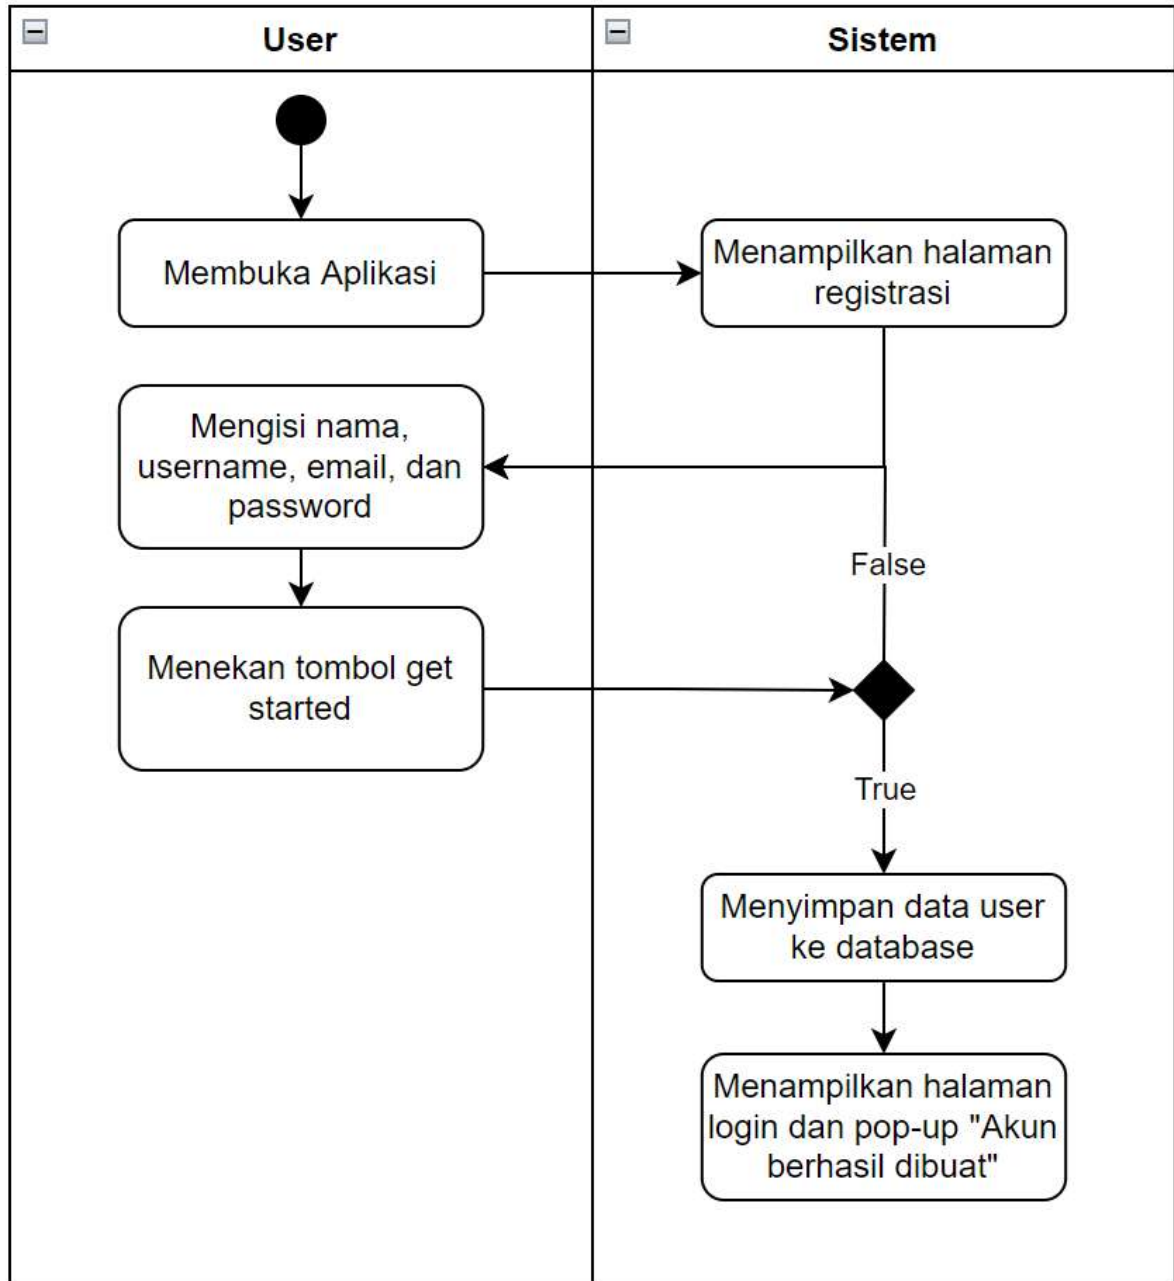 User
Sistem
Membuka Aplikasi
Menampilkan halaman
registrasi
Mengisi nama,
username, email, dan
password
False
Menekan tombol get
started
True
Menyimpan data user
ke database
Menampilkan halaman
login dan pop-up "Akun
berhasil dibuat"